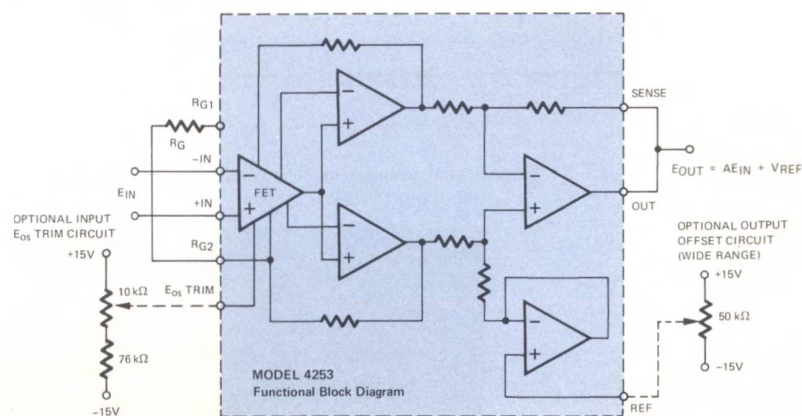 RG1
RG
SENSE
−IN
−
+
−
+
EOUT = AEIN + VREF
EIN
FET
+IN
OUT
OPTIONAL INPUT
Eos TRIM CIRCUIT
+15V
RG2
OPTIONAL OUTPUT
OFFSET CIRCUIT
(WIDE RANGE)
+15V
10 kΩ
Eos TRIM
50 kΩ
76 kΩ
−15V
−15V
MODEL 4253
Functional Block Diagram
REF